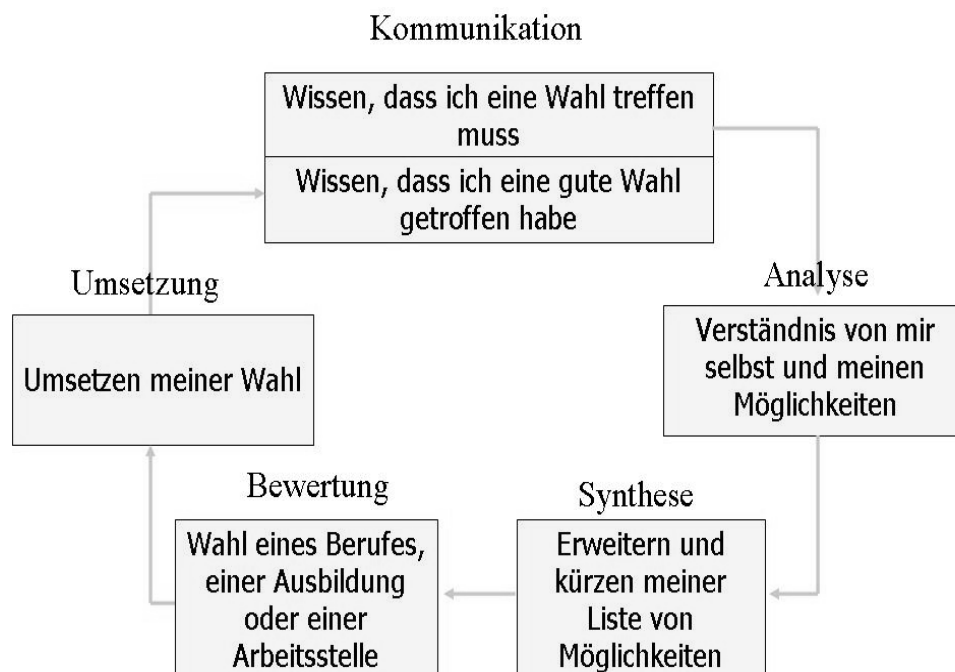 Kommunikation
Wissen, dass ich eine Wahl treffen
muss
Wissen, dass ich eine gute Wahl
getroffen habe
Analyse
Verständnis von mir
selbst und meinen
Möglichkeiten
Synthese
Erweitern und
kürzen meiner
Liste von
Möglichkeiten
Bewertung
Wahl eines Berufes,
einer Ausbildung
oder einer
Arbeitsstelle
Umsetzung
Umsetzen meiner Wahl